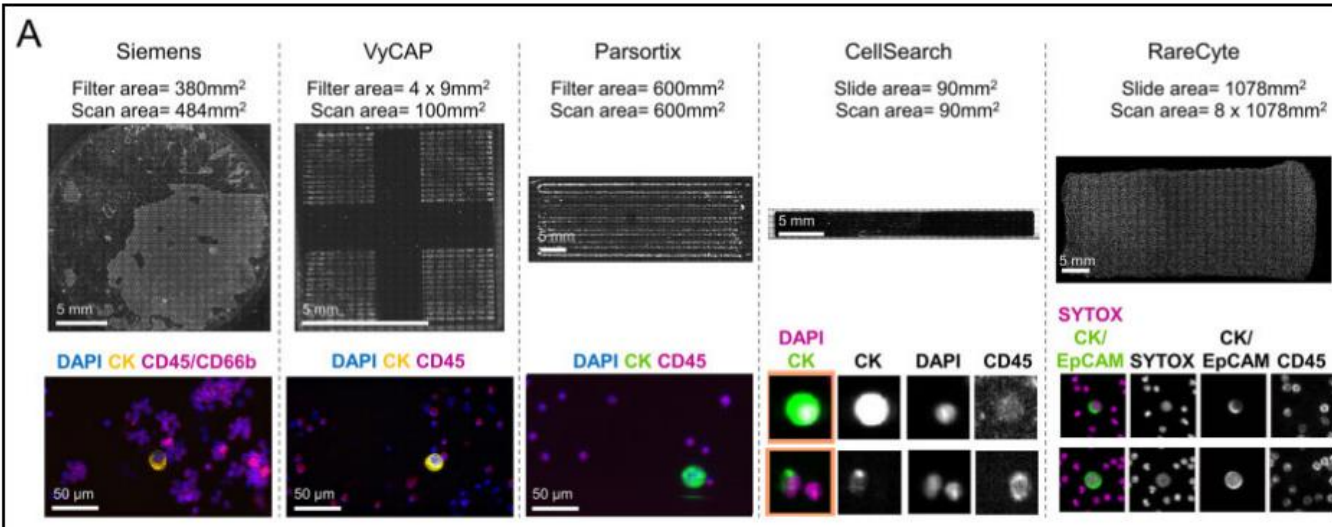 A
Siemens
Filter area= 380mm²
Scan area= 484mm²
5 mm
DAPI CK CD45/CD66b
50 µm
VyCAP
Filter area= 4 x 9mm²
Scan area= 100mm²
5 mm
DAPI CK CD45
50 µm
Parsortix
Filter area= 600mm²
Scan area= 600mm²
5 mm
DAPI CK CD45
50 µm
CellSearch
Slide area= 90mm²
Scan area= 90mm²
5 mm
DAPI
CK CK DAPI CD45
RareCyte
Slide area= 1078mm²
Scan area= 8 x 1078mm²
5 mm
SYTOX
CK/ CK/
EpCAM SYTOX EpCAM CD45